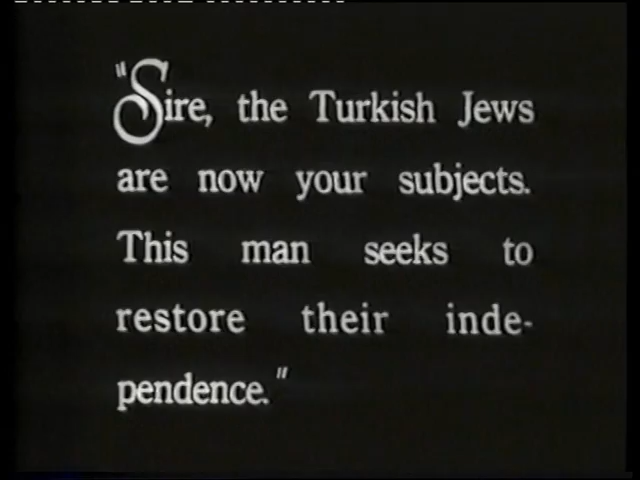 "Sire, the Turkish Jews
are now your subjects.
This man seeks to
restore their inde-
pendence."